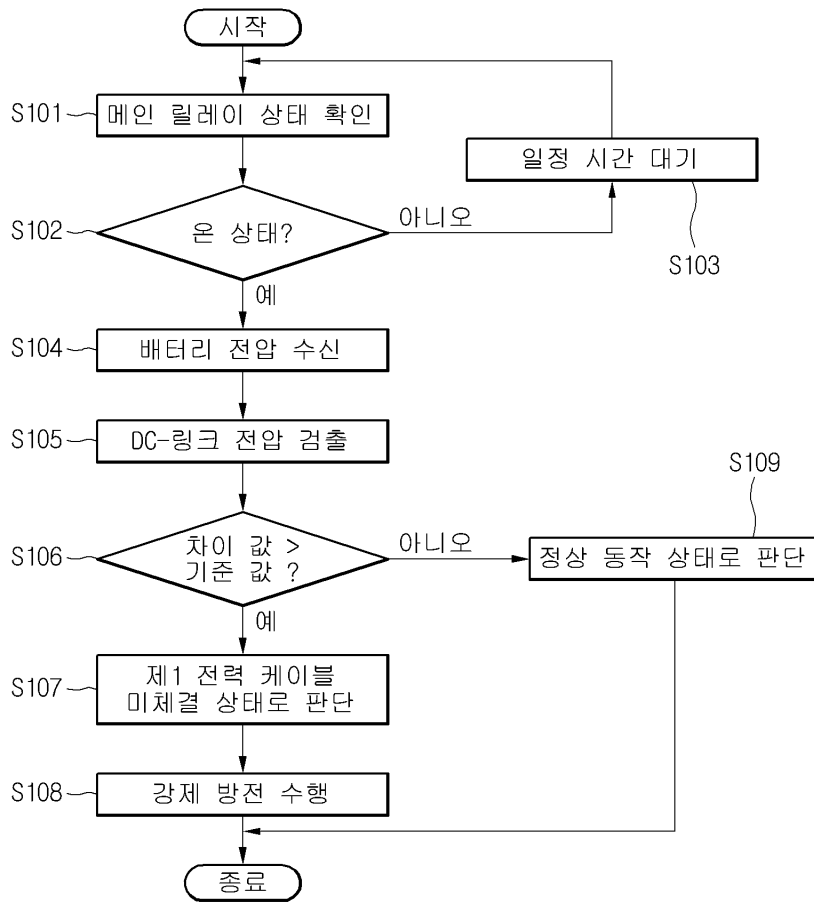 시작
S101
메인 릴레이 상태 확인
일정 시간 대기
S103
S102
온 상태?
아니오
예
S104
배터리 전압 수신
S105
DC-링크 전압 검출
S109
S106
차이 값 >
기준 값 ?
아니오
정상 동작 상태로 판단
예
S107
제1 전력 케이블
미체결 상태로 판단
S108
강제 방전 수행
종료